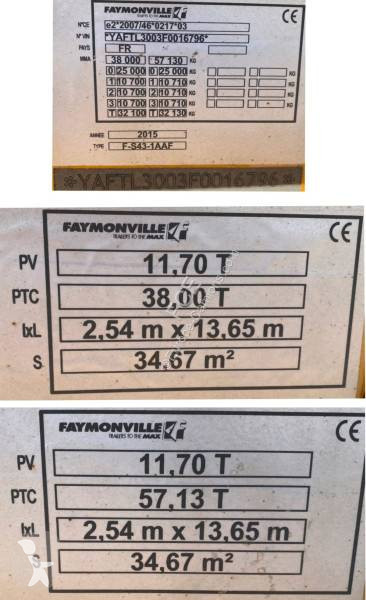 FAYMONVILLE
TRAILERS TO THE MAX
CE
N°CE e2*2007/46*0217*03
N° VIN *YAFTL3003F0016796*
PAYS FR
MMA 38 000 57 130 KG
0 25 000 0 25 000 KG KG
1 10 700 1 10 710 KG KG
2 10 700 2 10 710 KG KG
3 10 700 3 10 710 KG KG
T 32 100 T 32 130 KG KG
ANNEE 2015
TYPE F-S43-1AAF
*YAFTL3003F0016796*
FAYMONVILLE
TRAILERS TO THE MAX
CE
PV 11,70 T
PTC 38,00 T
lxL 2,54 m x 13,65 m
S 34,67 m²
FAYMONVILLE
TRAILERS TO THE MAX
CE
PV 11,70 T
PTC 57,13 T
lxL 2,54 m x 13,65 m
S 34,67 m²